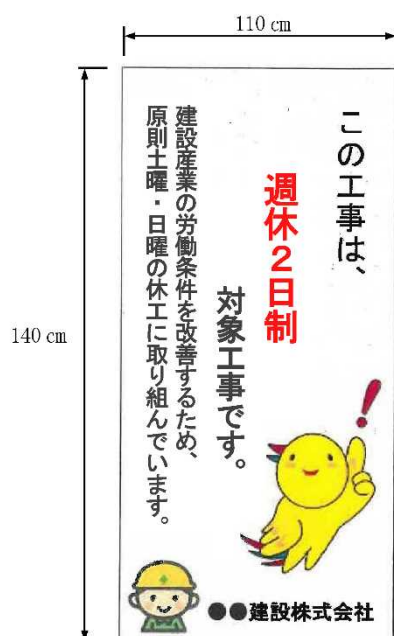 110 cm
140 cm
この工事は、
週休2日制
対象工事です。
建設産業の労働条件を改善するため、
原則土曜・日曜の休工に取り組んでいます。
●●建設株式会社